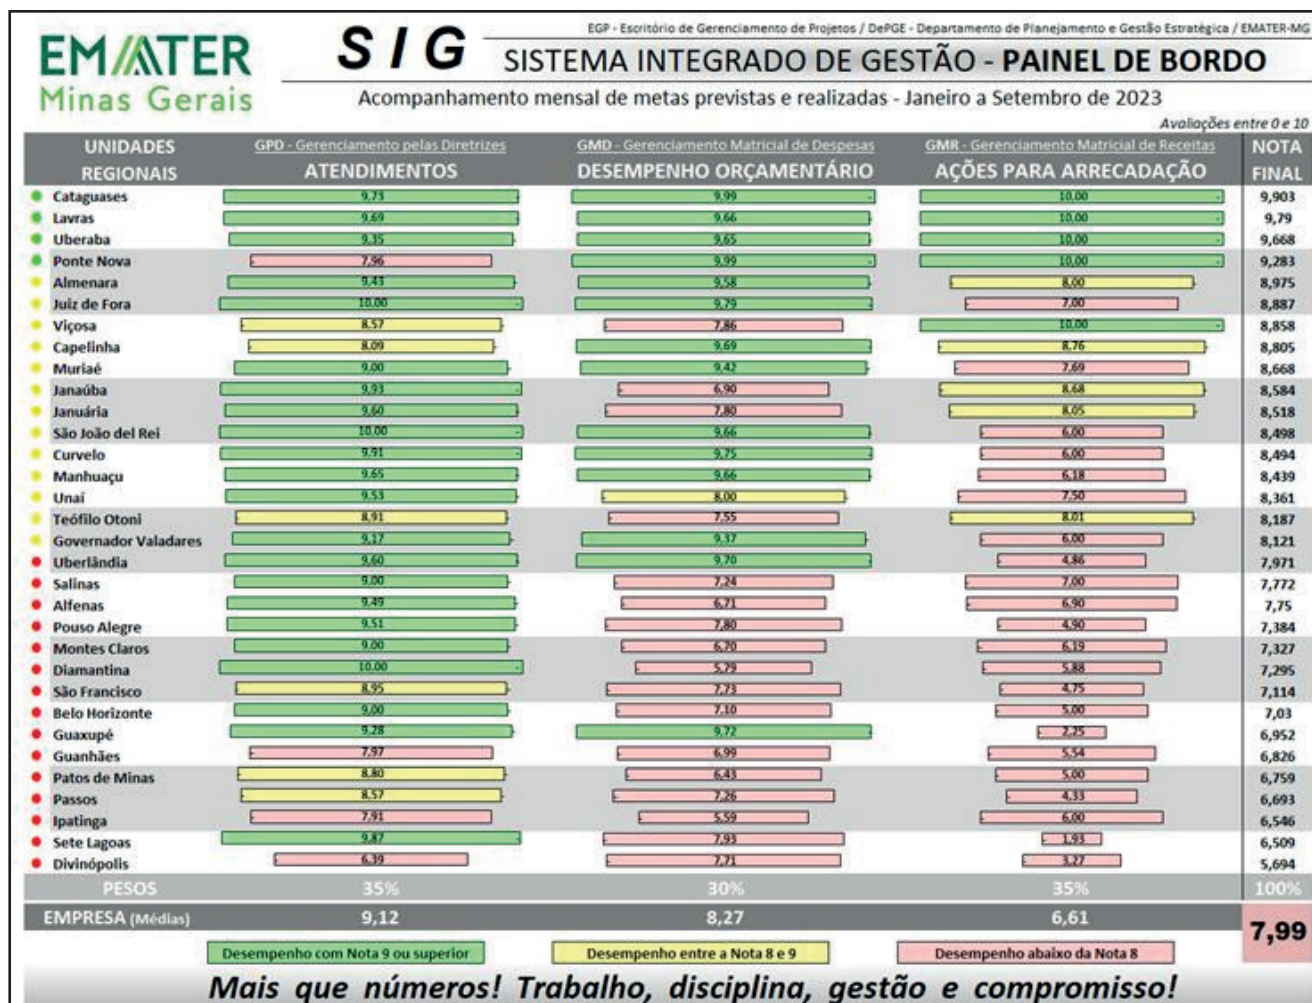 EMATER
Minas Gerais
SIG
EGP - Escritório de Gerenciamento de Projetos / DePGE - Departamento de Planejamento e Gestão Estratégica / EMATER-MG
SISTEMA INTEGRADO DE GESTÃO - PAINEL DE BORDO
Acompanhamento mensal de metas previstas e realizadas - Janeiro a Setembro de 2023
Avaliações entre 0 e 10
UNIDADES REGIONAIS
GPD - Gerenciamento pelas Diretrizes
ATENDIMENTOS
GMD - Gerenciamento Matricial de Despesas
DESEMPENHO ORÇAMENTÁRIO
GMR - Gerenciamento Matricial de Receitas
AÇÕES PARA ARRECADAÇÃO
NOTA FINAL
Cataguases 9,73 9,99 10,00 9,903
Lavras 9,69 9,66 10,00 9,79
Uberaba 9,35 9,65 10,00 9,668
Ponte Nova 7,96 9,99 10,00 9,283
Almenara 9,43 9,58 8,00 8,975
Juiz de Fora 10,00 9,79 7,00 8,887
Viçosa 8,57 7,86 10,00 8,858
Capelinha 8,09 9,69 8,76 8,805
Muriaé 9,00 9,42 7,69 8,668
Janaúba 9,93 6,90 8,68 8,584
Januária 9,60 7,80 8,05 8,518
São João del Rei 10,00 9,66 6,00 8,498
Curvelo 9,91 9,75 6,00 8,494
Manhuaçu 9,65 9,66 6,18 8,439
Unaí 9,53 8,00 7,50 8,361
Teófilo Otoni 8,91 7,55 8,01 8,187
Governador Valadares 9,17 9,37 6,00 8,121
Uberlândia 9,60 9,70 4,86 7,971
Salinas 9,00 7,24 7,00 7,772
Alfenas 9,49 6,71 6,90 7,75
Pouso Alegre 9,51 7,80 4,90 7,384
Montes Claros 9,00 6,70 6,19 7,327
Diamantina 10,00 5,79 5,88 7,295
São Francisco 8,95 7,73 4,75 7,114
Belo Horizonte 9,00 7,10 5,00 7,03
Guaxupé 9,28 9,72 2,25 6,952
Guanhães 7,97 6,99 5,54 6,826
Patos de Minas 8,80 6,43 5,00 6,759
Passos 8,57 7,26 4,33 6,693
Ipatinga 7,91 5,59 6,00 6,546
Sete Lagoas 9,87 7,93 1,93 6,509
Divinópolis 6,39 7,71 3,27 5,694
PESOS 35% 30% 35% 100%
EMPRESA (Médias) 9,12 8,27 6,61 7,99
Desempenho com Nota 9 ou superior
Desempenho entre a Nota 8 e 9
Desempenho abaixo da Nota 8
Mais que números! Trabalho, disciplina, gestão e compromisso!